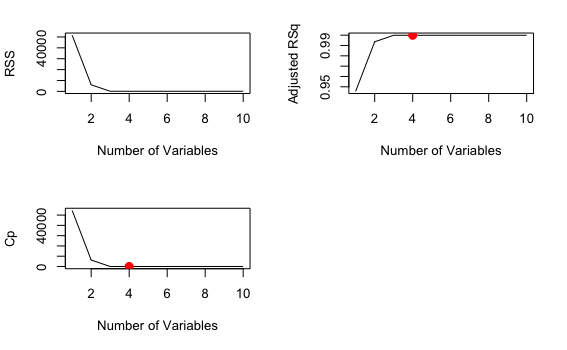 RSS
40000
0
2 4 6 8 10
Number of Variables
Adjusted RSq
0.99
0.95
2 4 6 8 10
Number of Variables
Cp
40000
0
2 4 6 8 10
Number of Variables